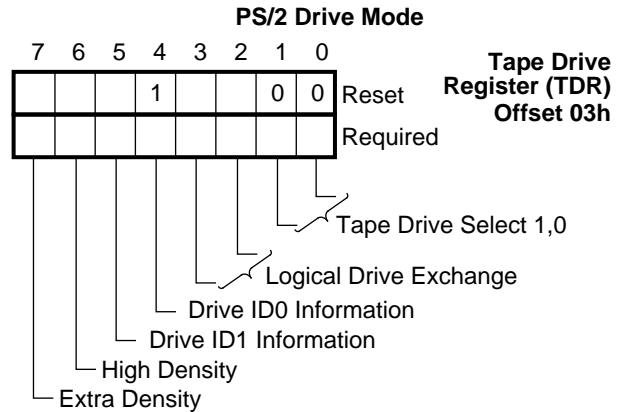 PS/2 Drive Mode
7 6 5 4 3 2 1 0
Tape Drive
Register (TDR)
Offset 03h
1 0 0 Reset
Required
Tape Drive Select 1,0
Logical Drive Exchange
Drive ID0 Information
Drive ID1 Information
High Density
Extra Density